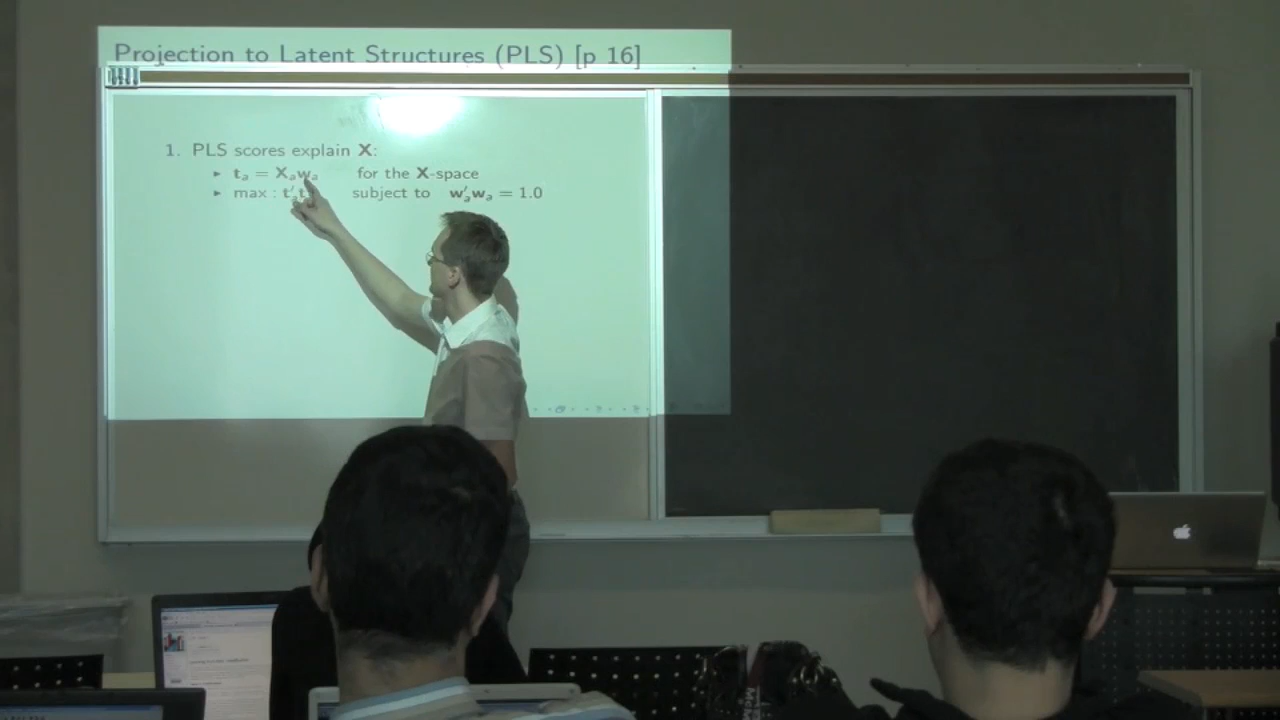 Projection to Latent Structures (PLS) [p 16]
1. PLS scores explain X:
▸ tₐ = Xₐwₐ for the X-space
▸ max : t′ₐt subject to w′ₐwₐ = 1.0